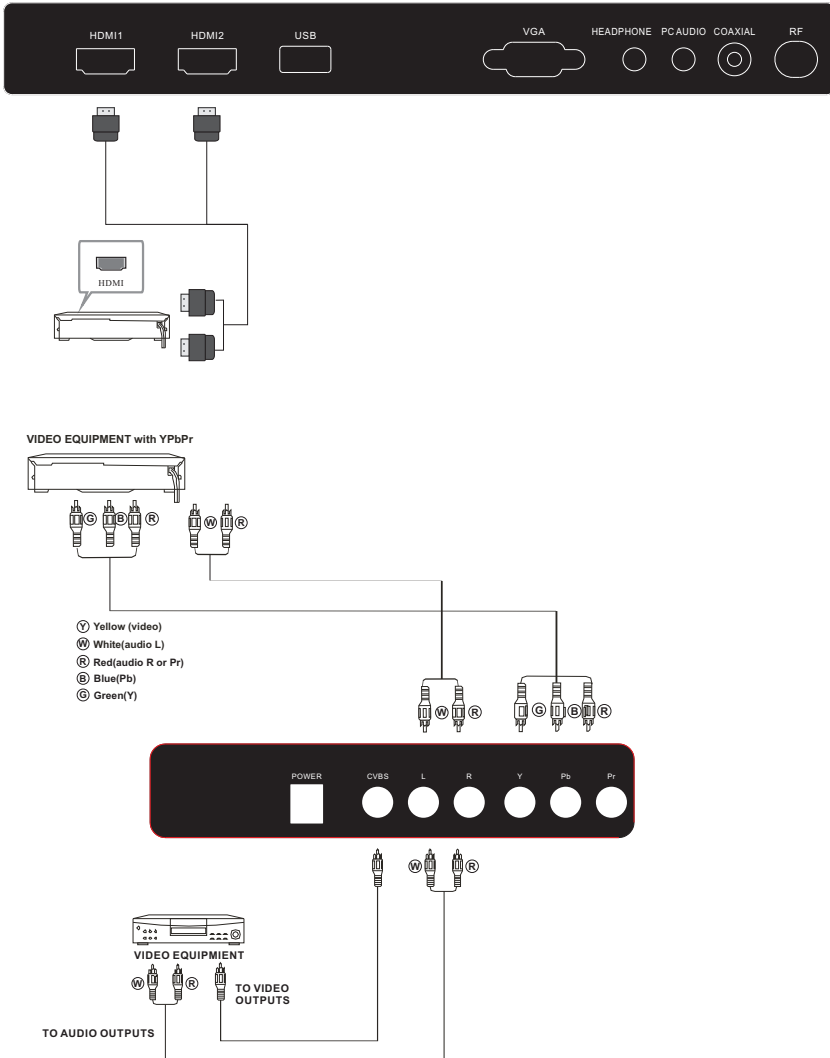 HDMI1 HDMI2 USB VGA HEADPHONE PC AUDIO COAXIAL RF
HDMI
VIDEO EQUIPMENT with YPbPr
G B R W R
Y Yellow (video)
W White(audio L)
R Red(audio R or Pr)
B Blue(Pb)
G Green(Y)
W R G B R
POWER CVBS L R Y Pb Pr
W R
VIDEO EQUIPMIENT
W R
TO VIDEO
OUTPUTS
TO AUDIO OUTPUTS